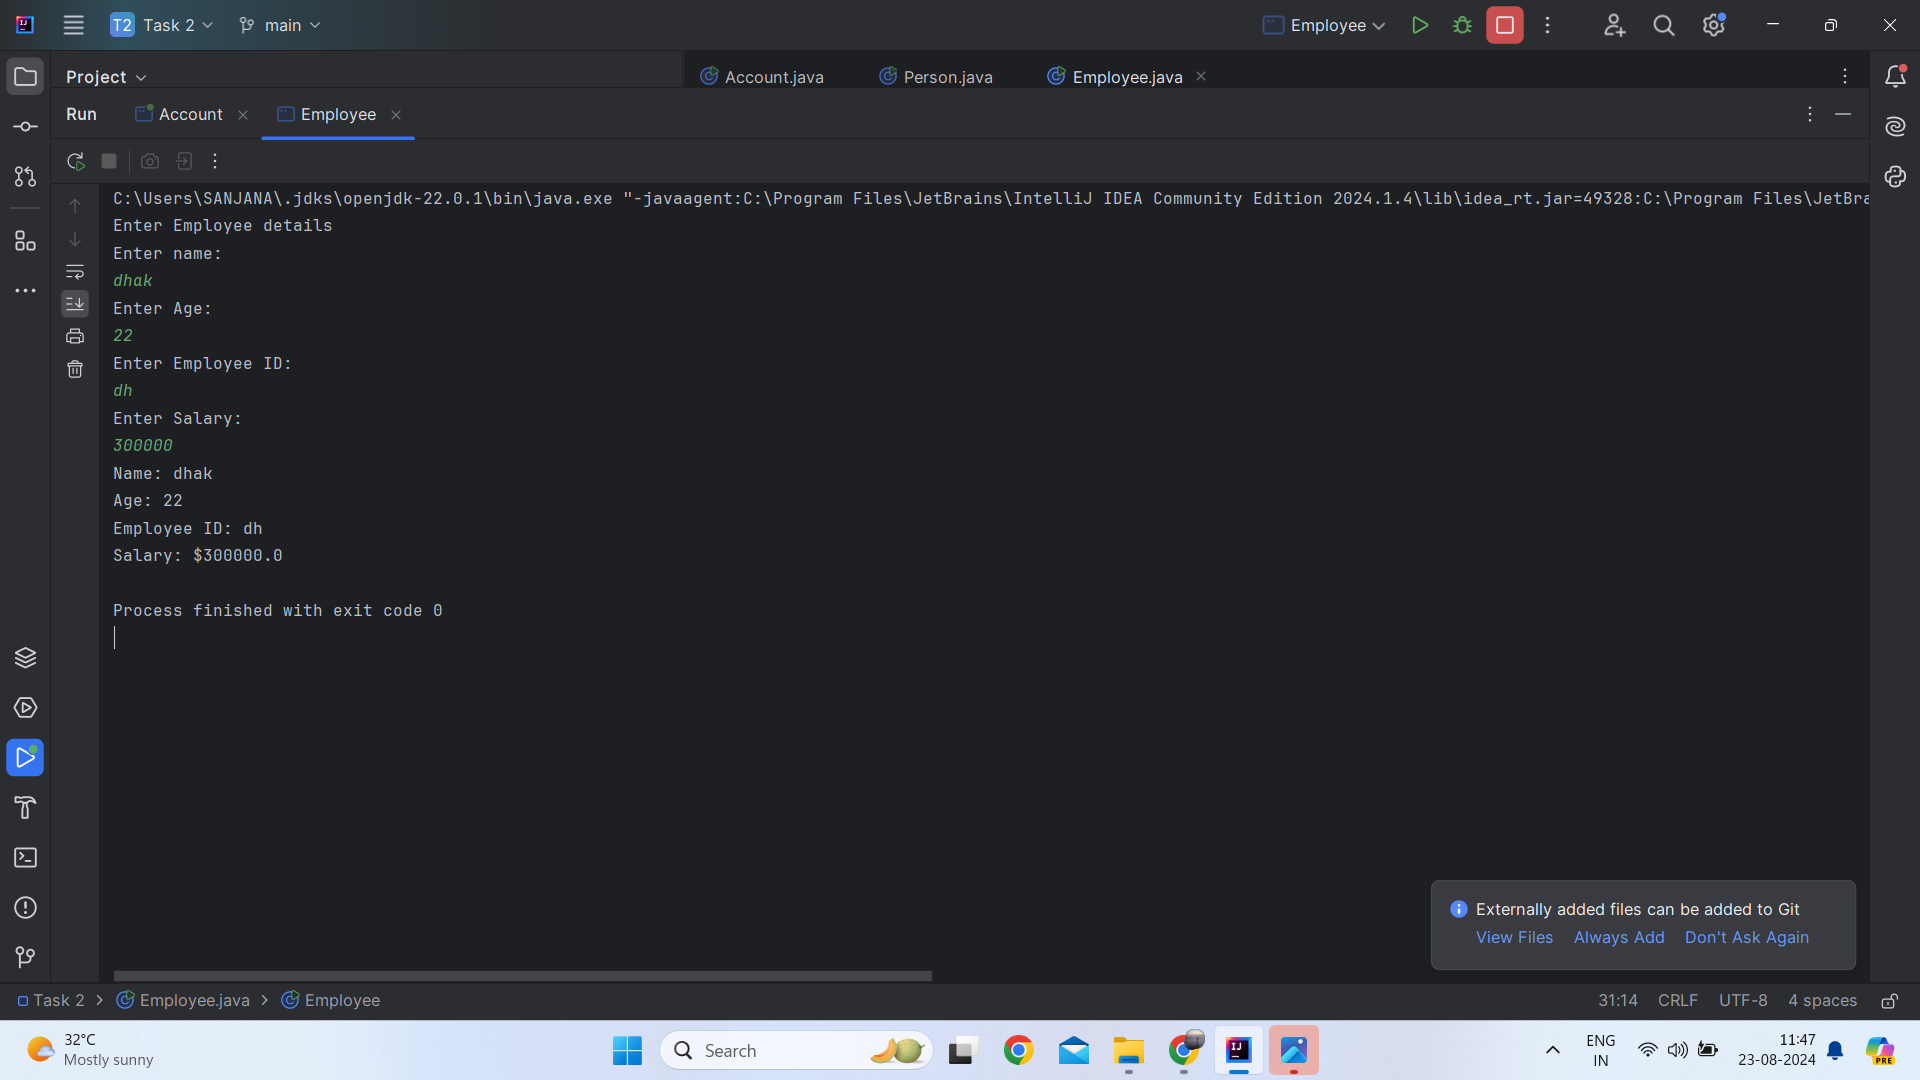 T2 Task 2 main Employee
Project Account.java Person.java Employee.java
Run Account Employee
C:\Users\SANJANA\.jdks\openjdk-22.0.1\bin\java.exe "-javaagent:C:\Program Files\JetBrains\IntelliJ IDEA Community Edition 2024.1.4\lib\idea_rt.jar=49328:C:\Program Files\JetBra
Enter Employee details
Enter name:
dhak
Enter Age:
22
Enter Employee ID:
dh
Enter Salary:
300000
Name: dhak
Age: 22
Employee ID: dh
Salary: $300000.0
Process finished with exit code 0
Externally added files can be added to Git
View Files Always Add Don't Ask Again
Task 2 > Employee.java > Employee 31:14 CRLF UTF-8 4 spaces
32°C
Mostly sunny
Search
ENG
IN
11:47
23-08-2024
PRE